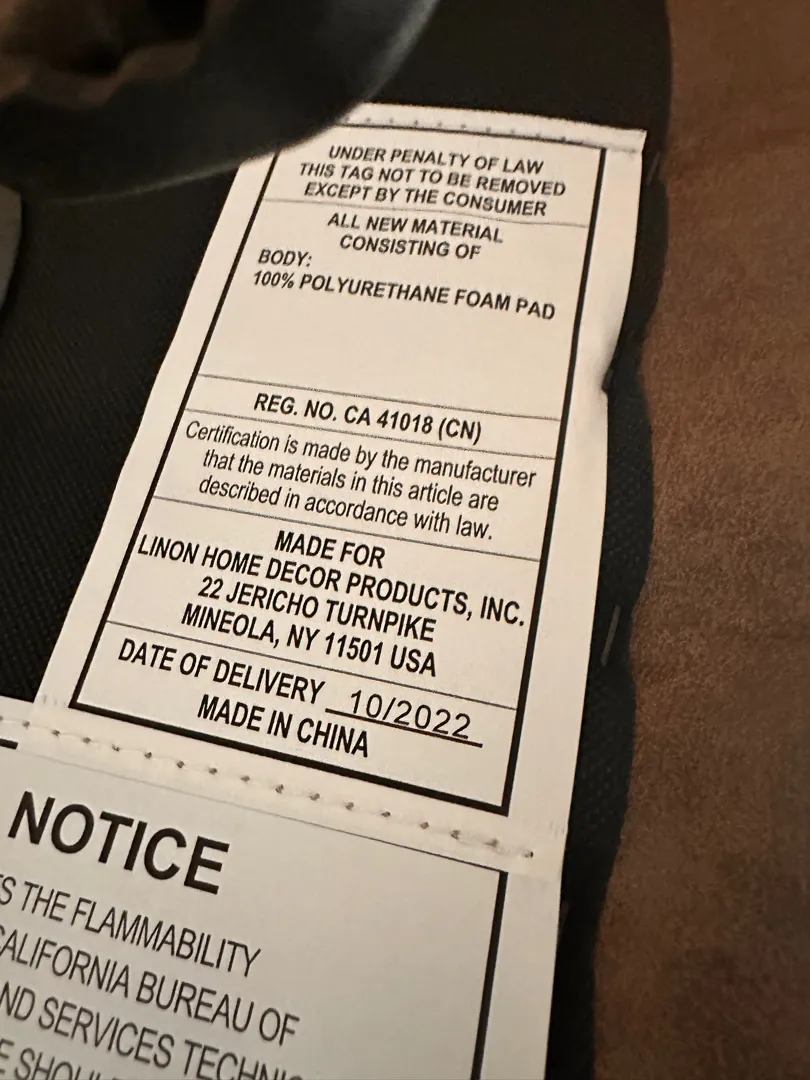 UNDER PENALTY OF LAW
THIS TAG NOT TO BE REMOVED
EXCEPT BY THE CONSUMER
ALL NEW MATERIAL
CONSISTING OF
BODY:
100% POLYURETHANE FOAM PAD
REG. NO. CA 41018 (CN)
Certification is made by the manufacturer
that the materials in this article are
described in accordance with law.
MADE FOR
LINON HOME DECOR PRODUCTS, INC.
22 JERICHO TURNPIKE
MINEOLA, NY 11501 USA
DATE OF DELIVERY 10/2022
MADE IN CHINA
NOTICE
THE FLAMMABILITY
CALIFORNIA BUREAU OF
AND SERVICES